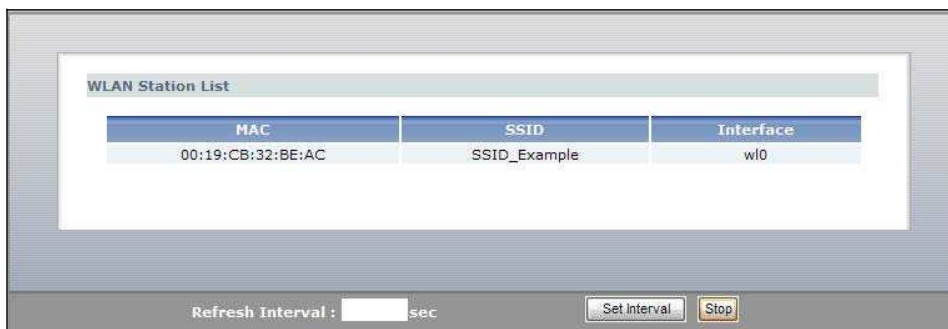 WLAN Station List
MAC SSID Interface
00:19:CB:32:BE:AC SSID_Example wl0
Refresh Interval : sec Set Interval Stop